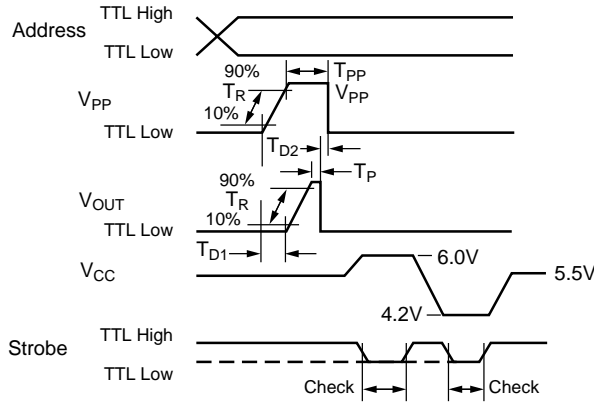 TTL High
Address
TTL Low
90%
TPP
TR
VPP
VPP
10%
TTL Low
TD2
TP
90%
VOUT
TR
10%
TTL Low
TD1
VCC
6.0V
5.5V
4.2V
TTL High
Strobe
TTL Low
Check
Check